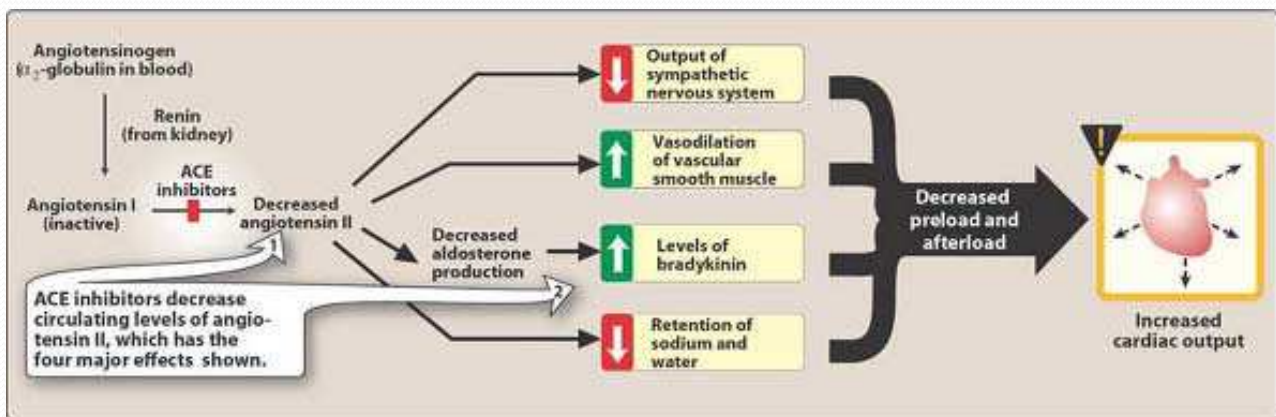 Angiotensinogen
(α₂-globulin in blood)
Renin
(from kidney)
ACE
inhibitors
Angiotensin I
(inactive)
Decreased
angiotensin II
1
ACE inhibitors decrease
circulating levels of angio-
tensin II, which has the
four major effects shown.
2
Decreased
aldosterone
production
Output of
sympathetic
nervous system
Vasodilation
of vascular
smooth muscle
Levels of
bradykinin
Retention of
sodium and
water
Decreased
preload and
afterload
!
Increased
cardiac output